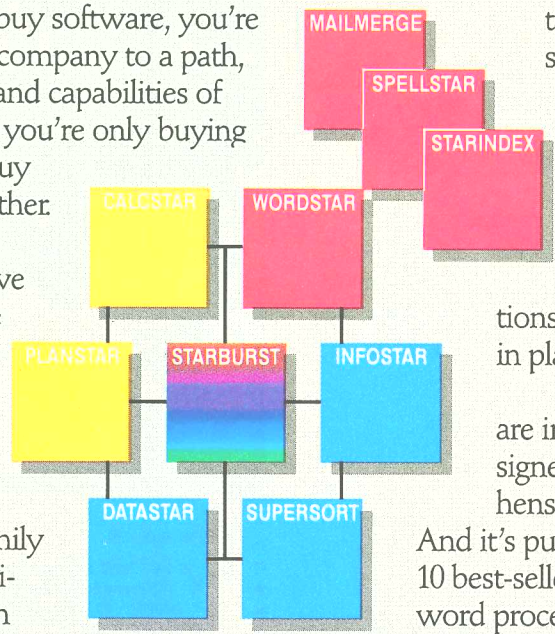 buy software, you're
company to a path,
and capabilities of
you're only buying
uy
ther.
ve
MAILMERGE
SPELLSTAR
STARINDEX
CALCSTAR
WORDSTAR
PLANSTAR
STARBURST
INFOSTAR
DATASTAR
SUPERSORT
nily
i-
n
t
s
tions
in pla
are in
signe
hens
And it's pu
10 best-selle
word proce